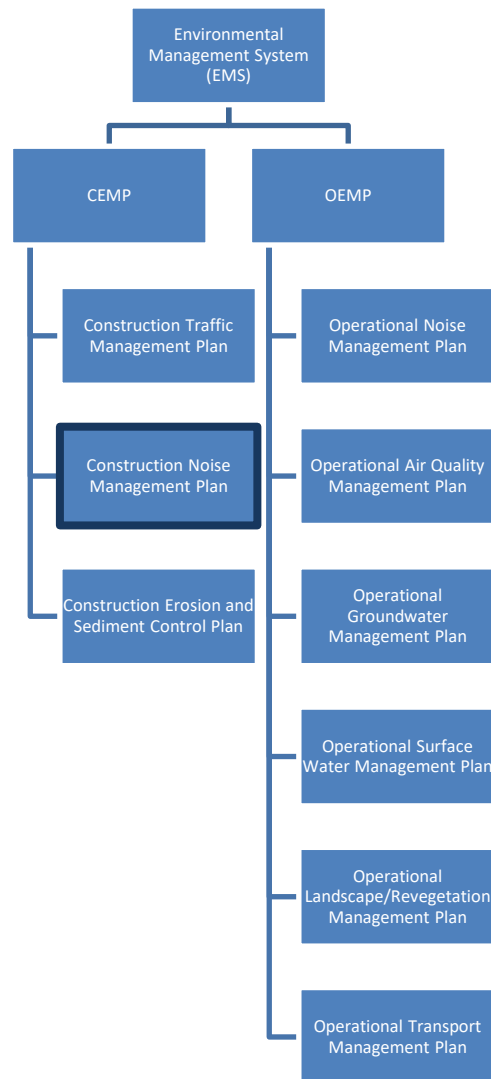 Environmental
Management System
(EMS)
CEMP
OEMP
Construction Traffic
Management Plan
Operational Noise
Management Plan
Construction Noise
Management Plan
Operational Air Quality
Management Plan
Construction Erosion and
Sediment Control Plan
Operational
Groundwater
Management Plan
Operational Surface
Water Management Plan
Operational
Landscape/Revegetation
Management Plan
Operational Transport
Management Plan